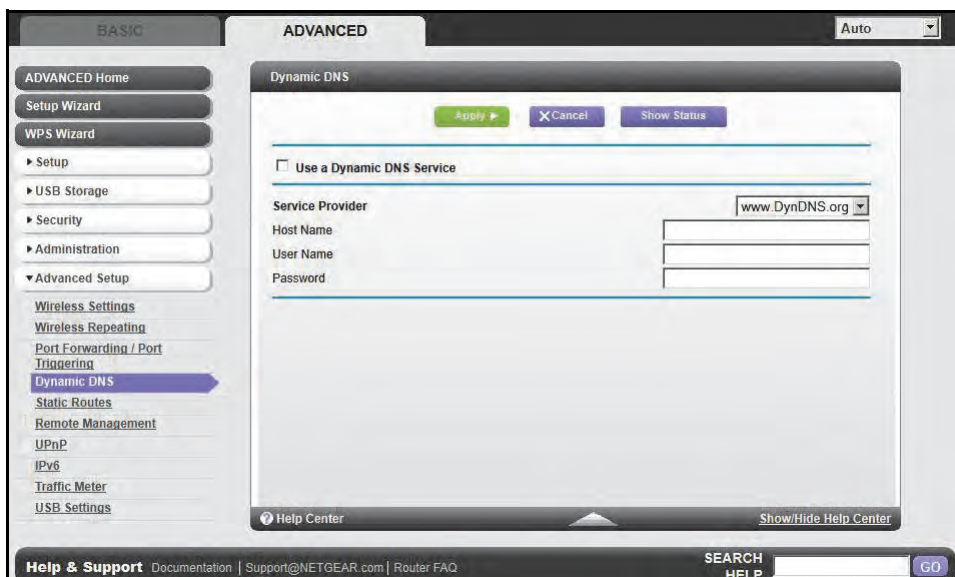 BASIC
ADVANCED
Auto
ADVANCED Home
Setup Wizard
WPS Wizard
Setup
USB Storage
Security
Administration
Advanced Setup
Wireless Settings
Wireless Repeating
Port Forwarding / Port
Triggering
Dynamic DNS
Static Routes
Remote Management
UPnP
IPv6
Traffic Meter
USB Settings
Dynamic DNS
Apply
X Cancel
Show Status
Use a Dynamic DNS Service
Service Provider
www.DynDNS.org
Host Name
User Name
Password
Help Center
Show/Hide Help Center
Help & Support Documentation | Support@NETGEAR.com | Router FAQ
SEARCH
HELP
GO